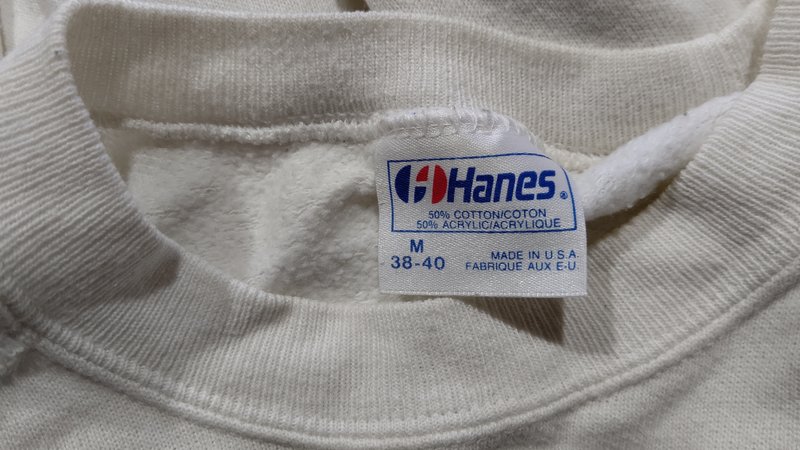 Hanes®
50% COTTON/COTON
50% ACRYLIC/ACRYLIQUE
M
38-40
MADE IN U.S.A.
FABRIQUE AUX E-U.